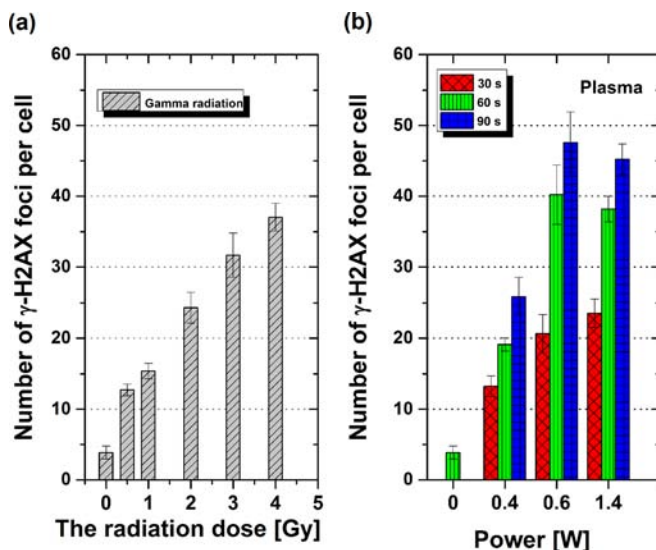 (a)
Number of γ-H2AX foci per cell
60
50
40
30
20
10
0
Gamma radiation
0 1 2 3 4 5
The radiation dose [Gy]
(b)
Number of γ-H2AX foci per cell
60
50
40
30
20
10
0
30 s
60 s
90 s
Plasma
0 0.4 0.6 1.4
Power [W]